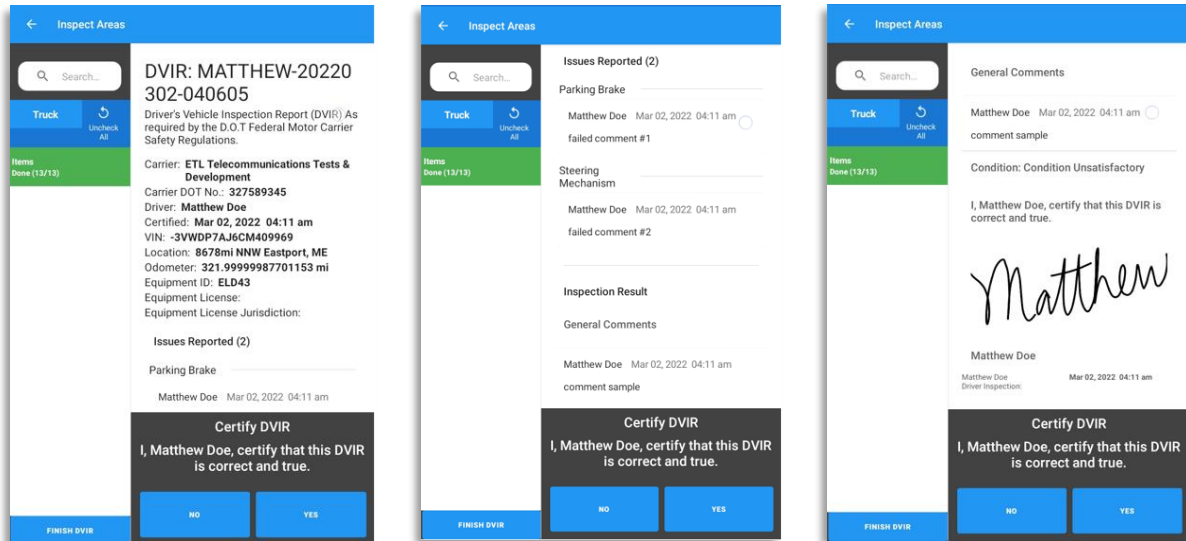 Inspect Areas
Search...
Truck
Uncheck
All
Items
Done (13/13)
FINISH DVIR
DVIR: MATTHEW-20220
302-040605
Driver's Vehicle Inspection Report (DVIR) As
required by the D.O.T Federal Motor Carrier
Safety Regulations.
Carrier: ETL Telecommunications Tests &
Development
Carrier DOT No.: 327589345
Driver: Matthew Doe
Certified: Mar 02, 2022 04:11 am
VIN: -3VWDP7AJ6CM409969
Location: 8678mi NNW Eastport, ME
Odometer: 321.99999987701153 mi
Equipment ID: ELD43
Equipment License:
Equipment License Jurisdiction:
Issues Reported (2)
Parking Brake
Matthew Doe Mar 02, 2022 04:11 am
Certify DVIR
I, Matthew Doe, certify that this DVIR
is correct and true.
NO YES
Inspect Areas
Search...
Truck
Uncheck
All
Items
Done (13/13)
FINISH DVIR
Issues Reported (2)
Parking Brake
Matthew Doe Mar 02, 2022 04:11 am
failed comment #1
Steering
Mechanism
Matthew Doe Mar 02, 2022 04:11 am
failed comment #2
Inspection Result
General Comments
Matthew Doe Mar 02, 2022 04:11 am
comment sample
Certify DVIR
I, Matthew Doe, certify that this DVIR
is correct and true.
NO YES
Inspect Areas
Search...
Truck
Uncheck
All
Items
Done (13/13)
FINISH DVIR
General Comments
Matthew Doe Mar 02, 2022 04:11 am
comment sample
Condition: Condition Unsatisfactory
I, Matthew Doe, certify that this DVIR is
correct and true.
Matthew
Matthew Doe
Matthew Doe Mar 02, 2022 04:11 am
Driver Inspection:
Certify DVIR
I, Matthew Doe, certify that this DVIR
is correct and true.
NO YES